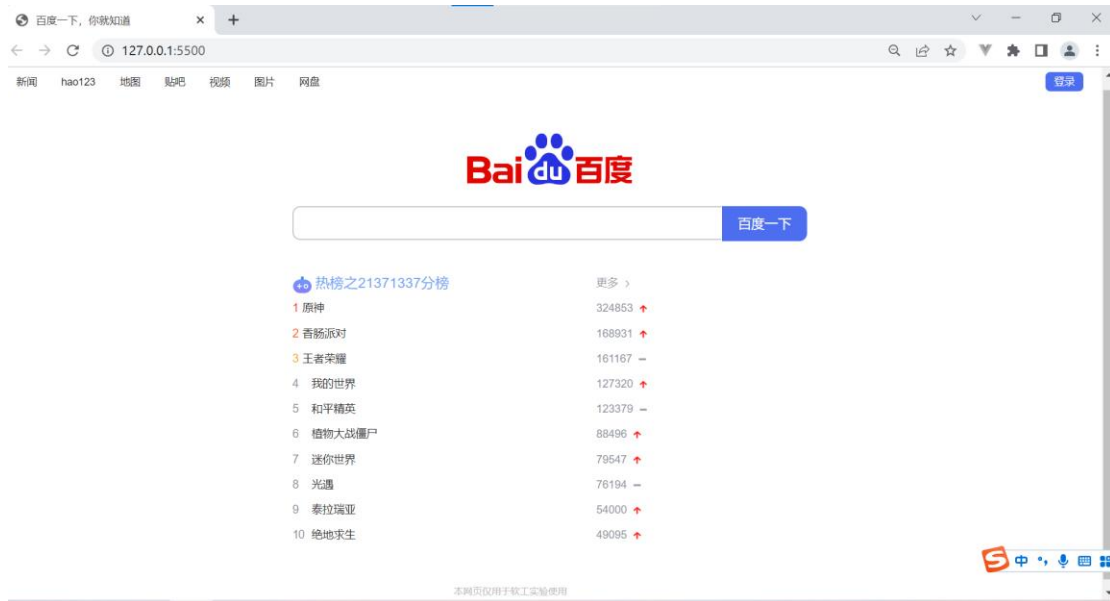 百度一下，你就知道
127.0.0.1:5500
新闻 hao123 地图 贴吧 视频 图片 网盘 登录
Bai du 百度
百度一下
热榜之21371337分榜 更多 >
1 原神 324853
2 香肠派对 168931
3 王者荣耀 161167
4 我的世界 127320
5 和平精英 123379
6 植物大战僵尸 88496
7 迷你世界 79547
8 光遇 76194
9 泰拉瑞亚 54000
10 绝地求生 49095
S 中
本网页仅用于软工实验使用